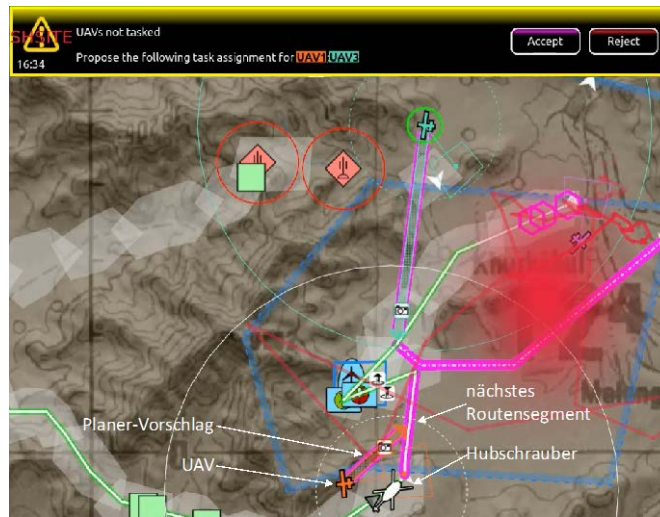 UAVs not tasked
SHSITE
16:34
Propose the following task assignment for UAV1:UAV3
Accept
Reject
nächstes
Routensegment
Planer-Vorschlag
UAV
Hubschrauber